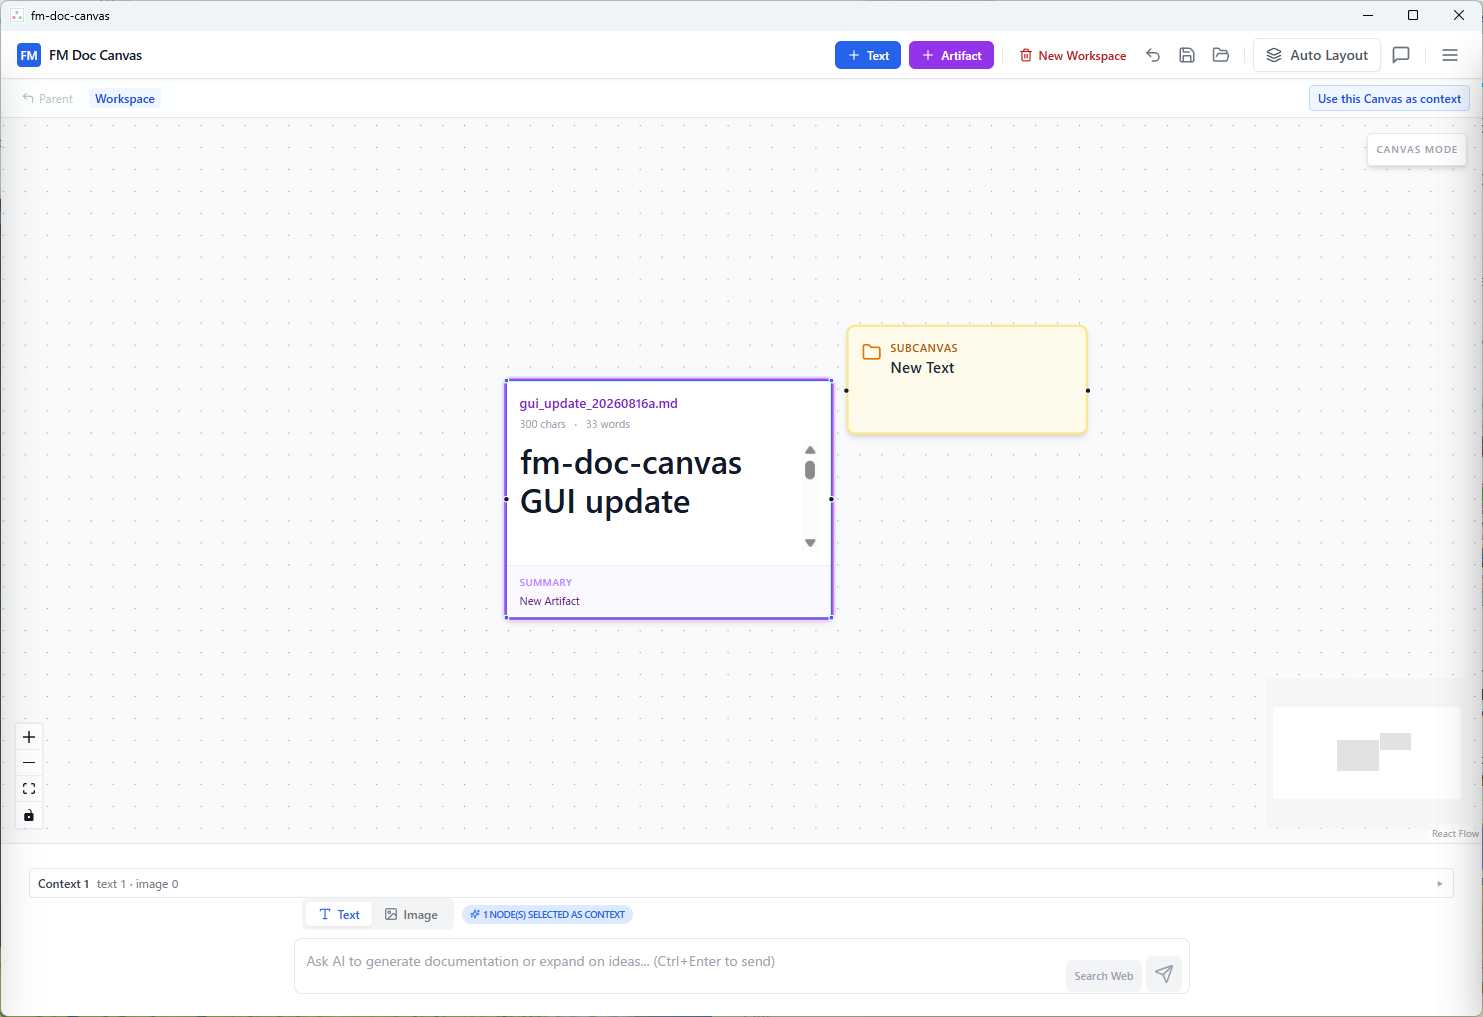 fm-doc-canvas
FM FM Doc Canvas
Text
Artifact
New Workspace
Auto Layout
Parent
Workspace
Use this Canvas as context
CANVAS MODE
SUBCANVAS
New Text
gui_update_20260816a.md
300 chars · 33 words
fm-doc-canvas
GUI update
SUMMARY
New Artifact
React Flow
Context 1 text 1 · image 0
Text
Image
1 NODE(S) SELECTED AS CONTEXT
Ask AI to generate documentation or expand on ideas... (Ctrl+Enter to send)
Search Web